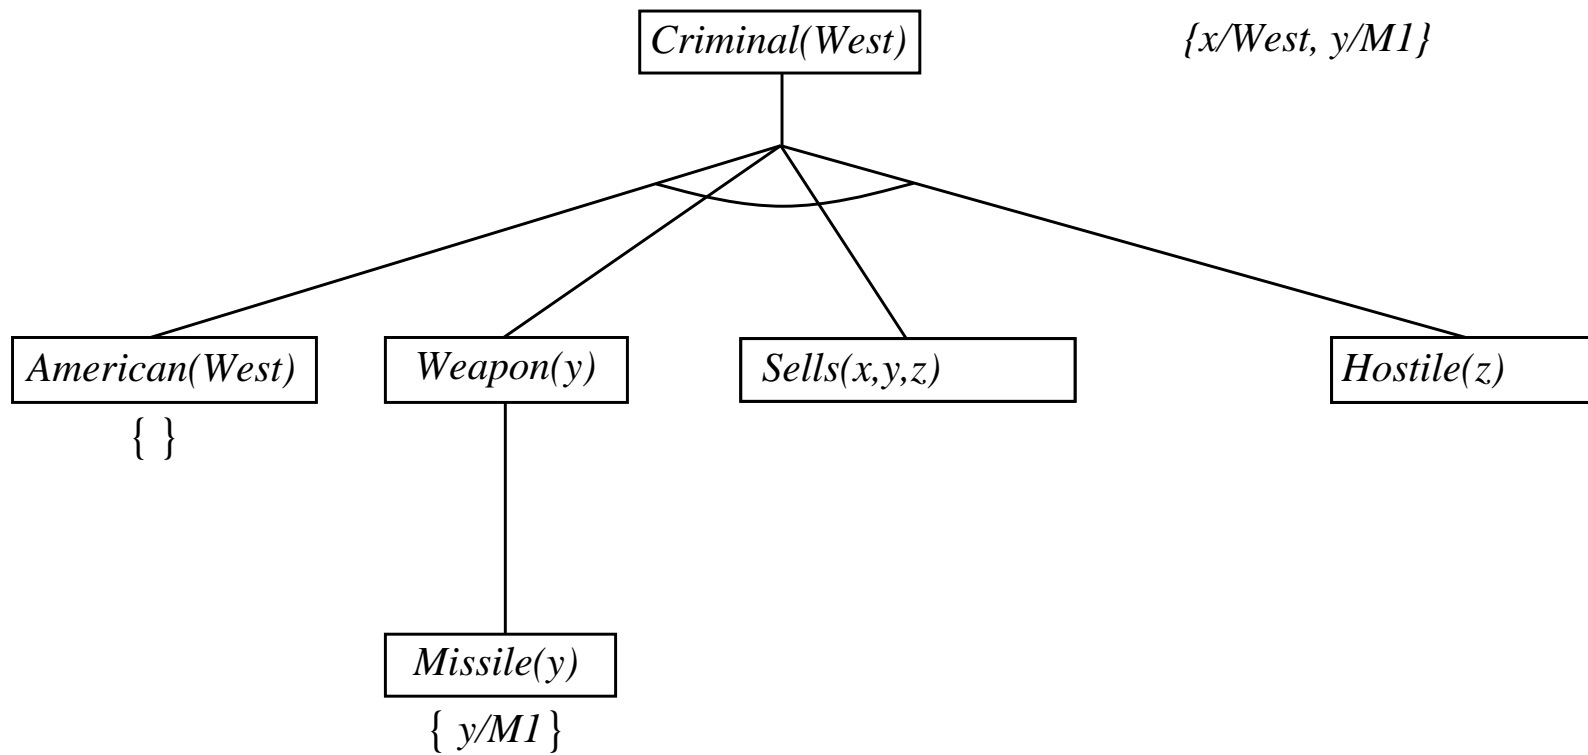 Criminal(West)
{x/West, y/M1}
American(West)
Weapon(y)
Sells(x,y,z)
Hostile(z)
{ }
Missile(y)
{ y/M1 }